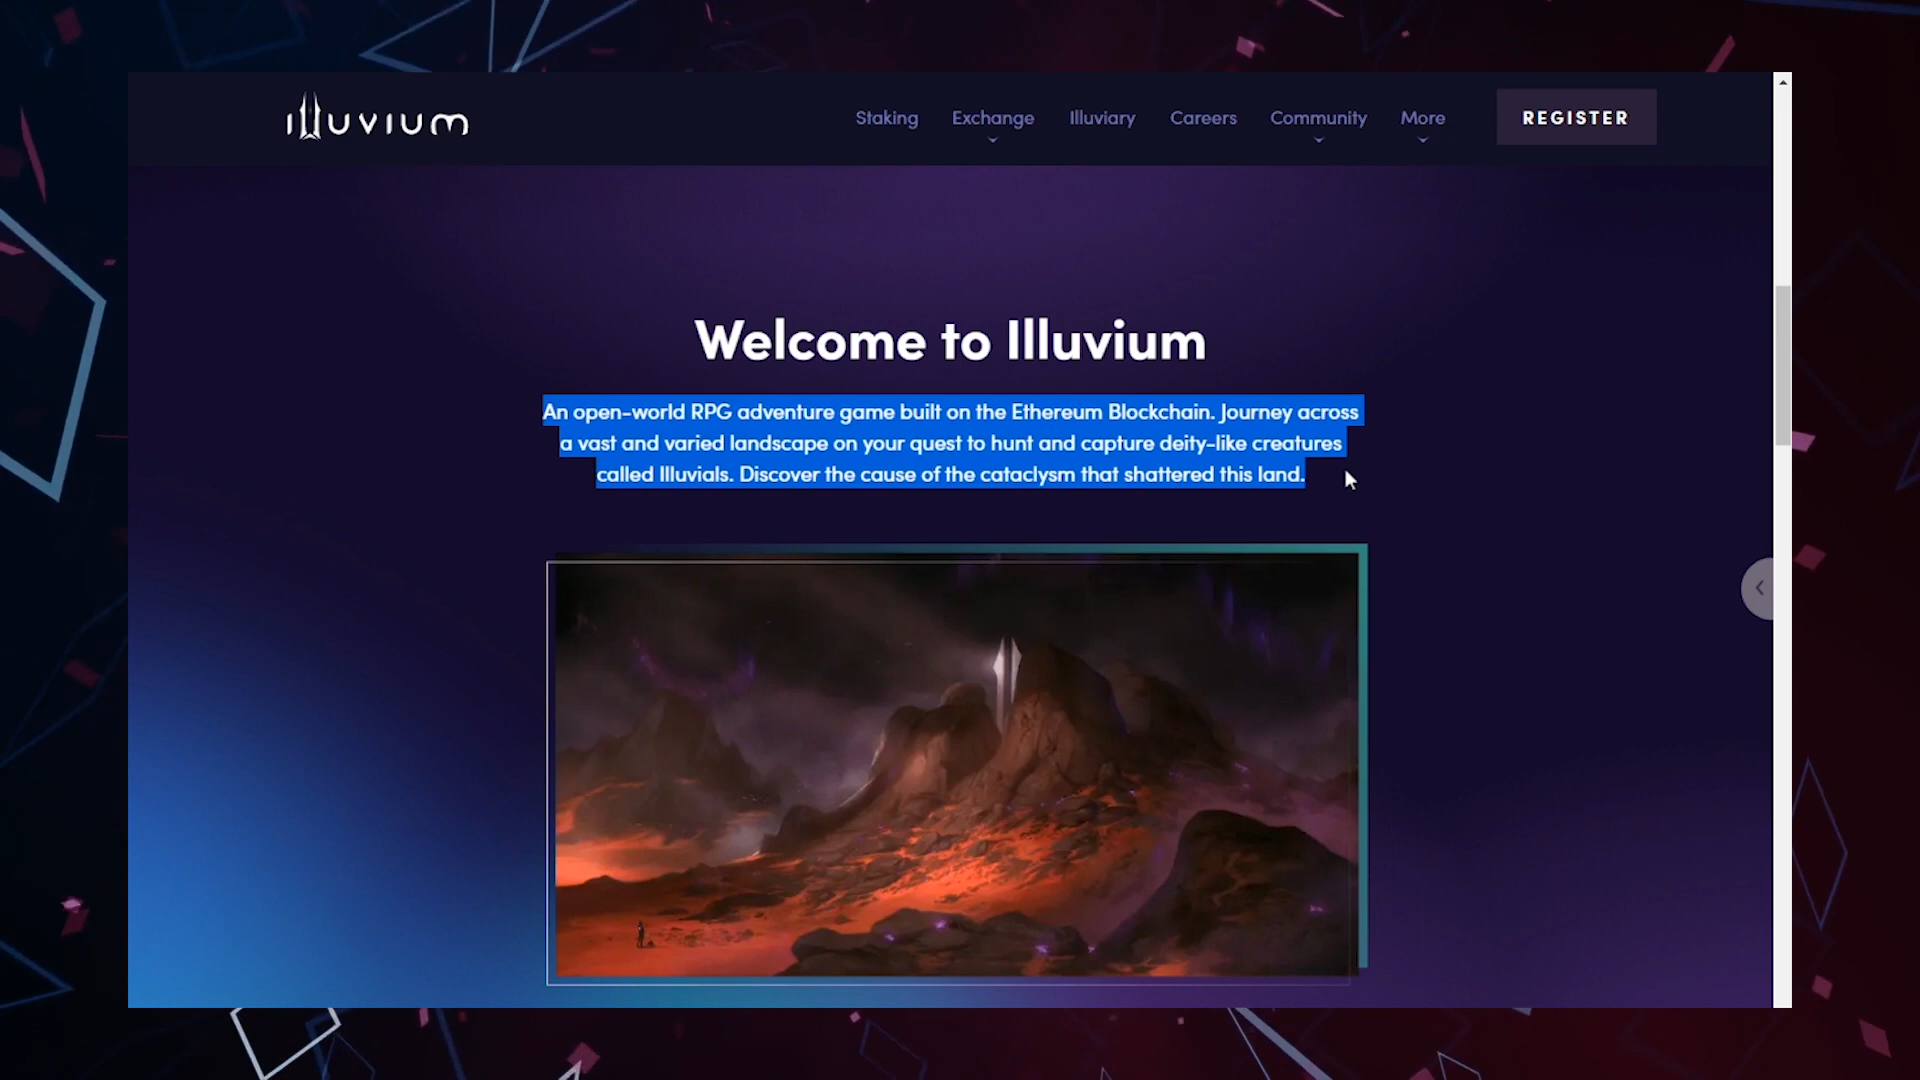 illuvium
Staking Exchange Illuviary Careers Community More REGISTER
Welcome to Illuvium
An open-world RPG adventure game built on the Ethereum Blockchain. Journey across
a vast and varied landscape on your quest to hunt and capture deity-like creatures
called Illuvials. Discover the cause of the cataclysm that shattered this land.